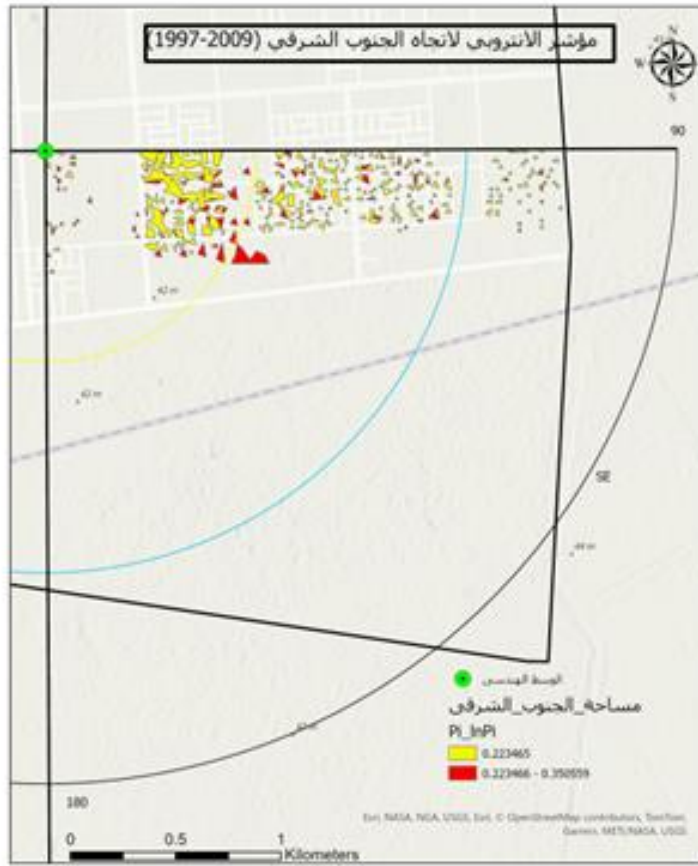 مؤشر الانتروبي لاتجاه الجنوب الشرقي (1997-2009)
N
W
S
90
42 m
42 m
SE
44 m
الوسط الهندسي
مساحة_الجنوب_الشرقي
Pi_lnPi
0.223465
0.223466 - 0.350559
180
Esri, NASA, NGA, USGS, Esri, © OpenStreetMap contributors, TomTom,
Garmin, METI/NASA, USGS
0 0.5 1
Kilometers